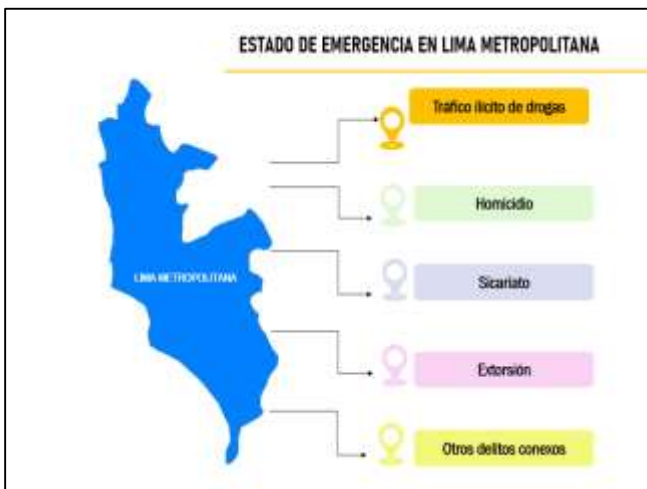 ESTADO DE EMERGENCIA EN LIMA METROPOLITANA
Tráfico ilícito de drogas
Homicidio
LIMA METROPOLITANA
Sicariato
Extorsión
Otros delitos conexos